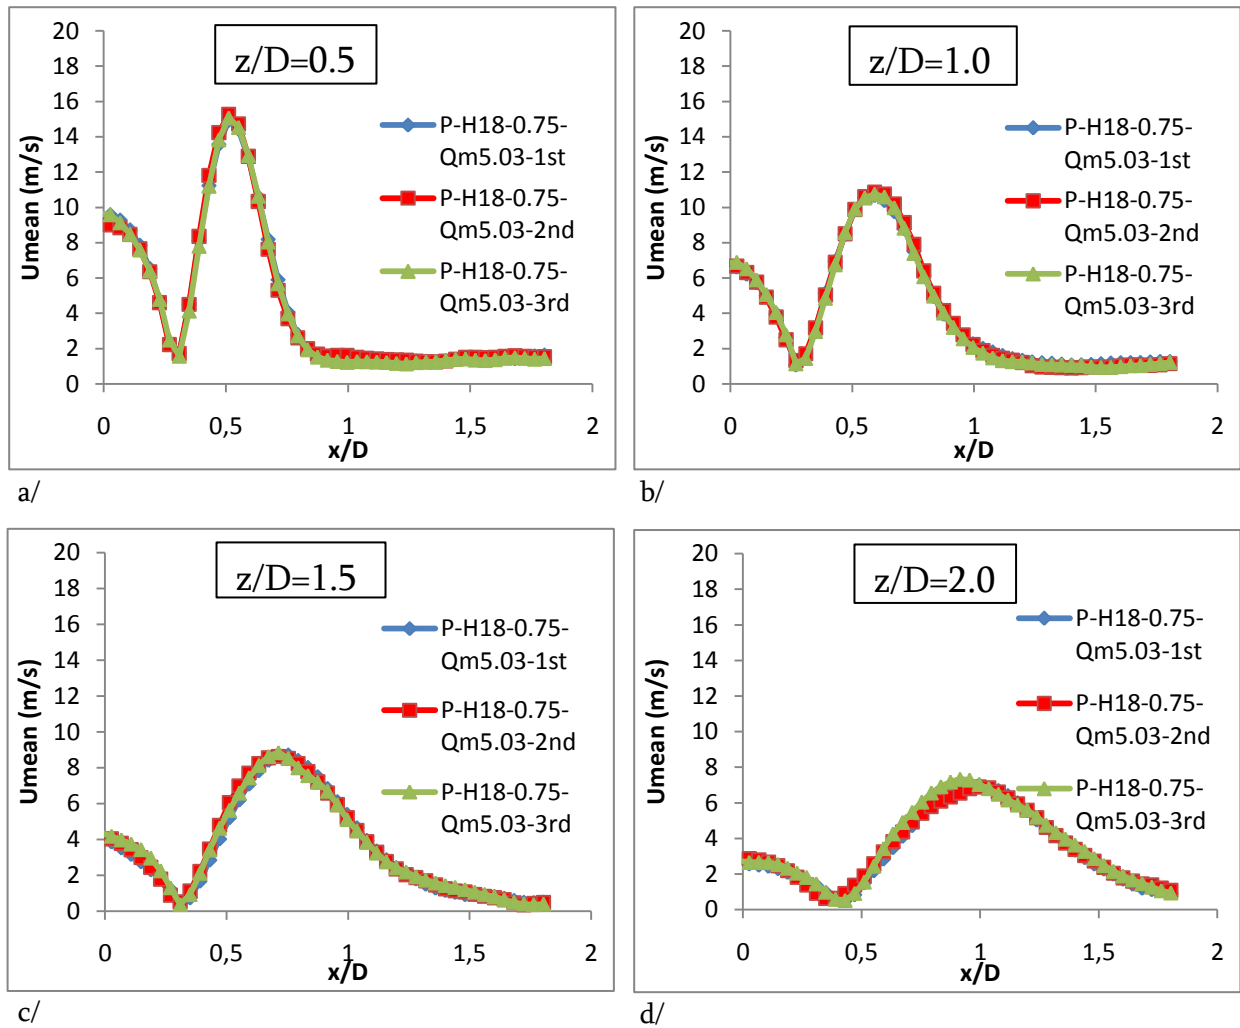 z/D=0.5
20
18
16
14
12
10
8
6
4
2
0
Umean (m/s)
P-H18-0.75-
Qm5.03-1st
P-H18-0.75-
Qm5.03-2nd
P-H18-0.75-
Qm5.03-3rd
0
0,5
1
1,5
2
x/D
a/
z/D=1.0
20
18
16
14
12
10
8
6
4
2
0
Umean (m/s)
P-H18-0.75-
Qm5.03-1st
P-H18-0.75-
Qm5.03-2nd
P-H18-0.75-
Qm5.03-3rd
0
0,5
1
1,5
2
x/D
b/
z/D=1.5
20
18
16
14
12
10
8
6
4
2
0
Umean (m/s)
P-H18-0.75-
Qm5.03-1st
P-H18-0.75-
Qm5.03-2nd
P-H18-0.75-
Qm5.03-3rd
0
0,5
1
1,5
2
x/D
c/
z/D=2.0
20
18
16
14
12
10
8
6
4
2
0
Umean (m/s)
P-H18-0.75-
Qm5.03-1st
P-H18-0.75-
Qm5.03-2nd
P-H18-0.75-
Qm5.03-3rd
0
0,5
1
1,5
2
x/D
d/